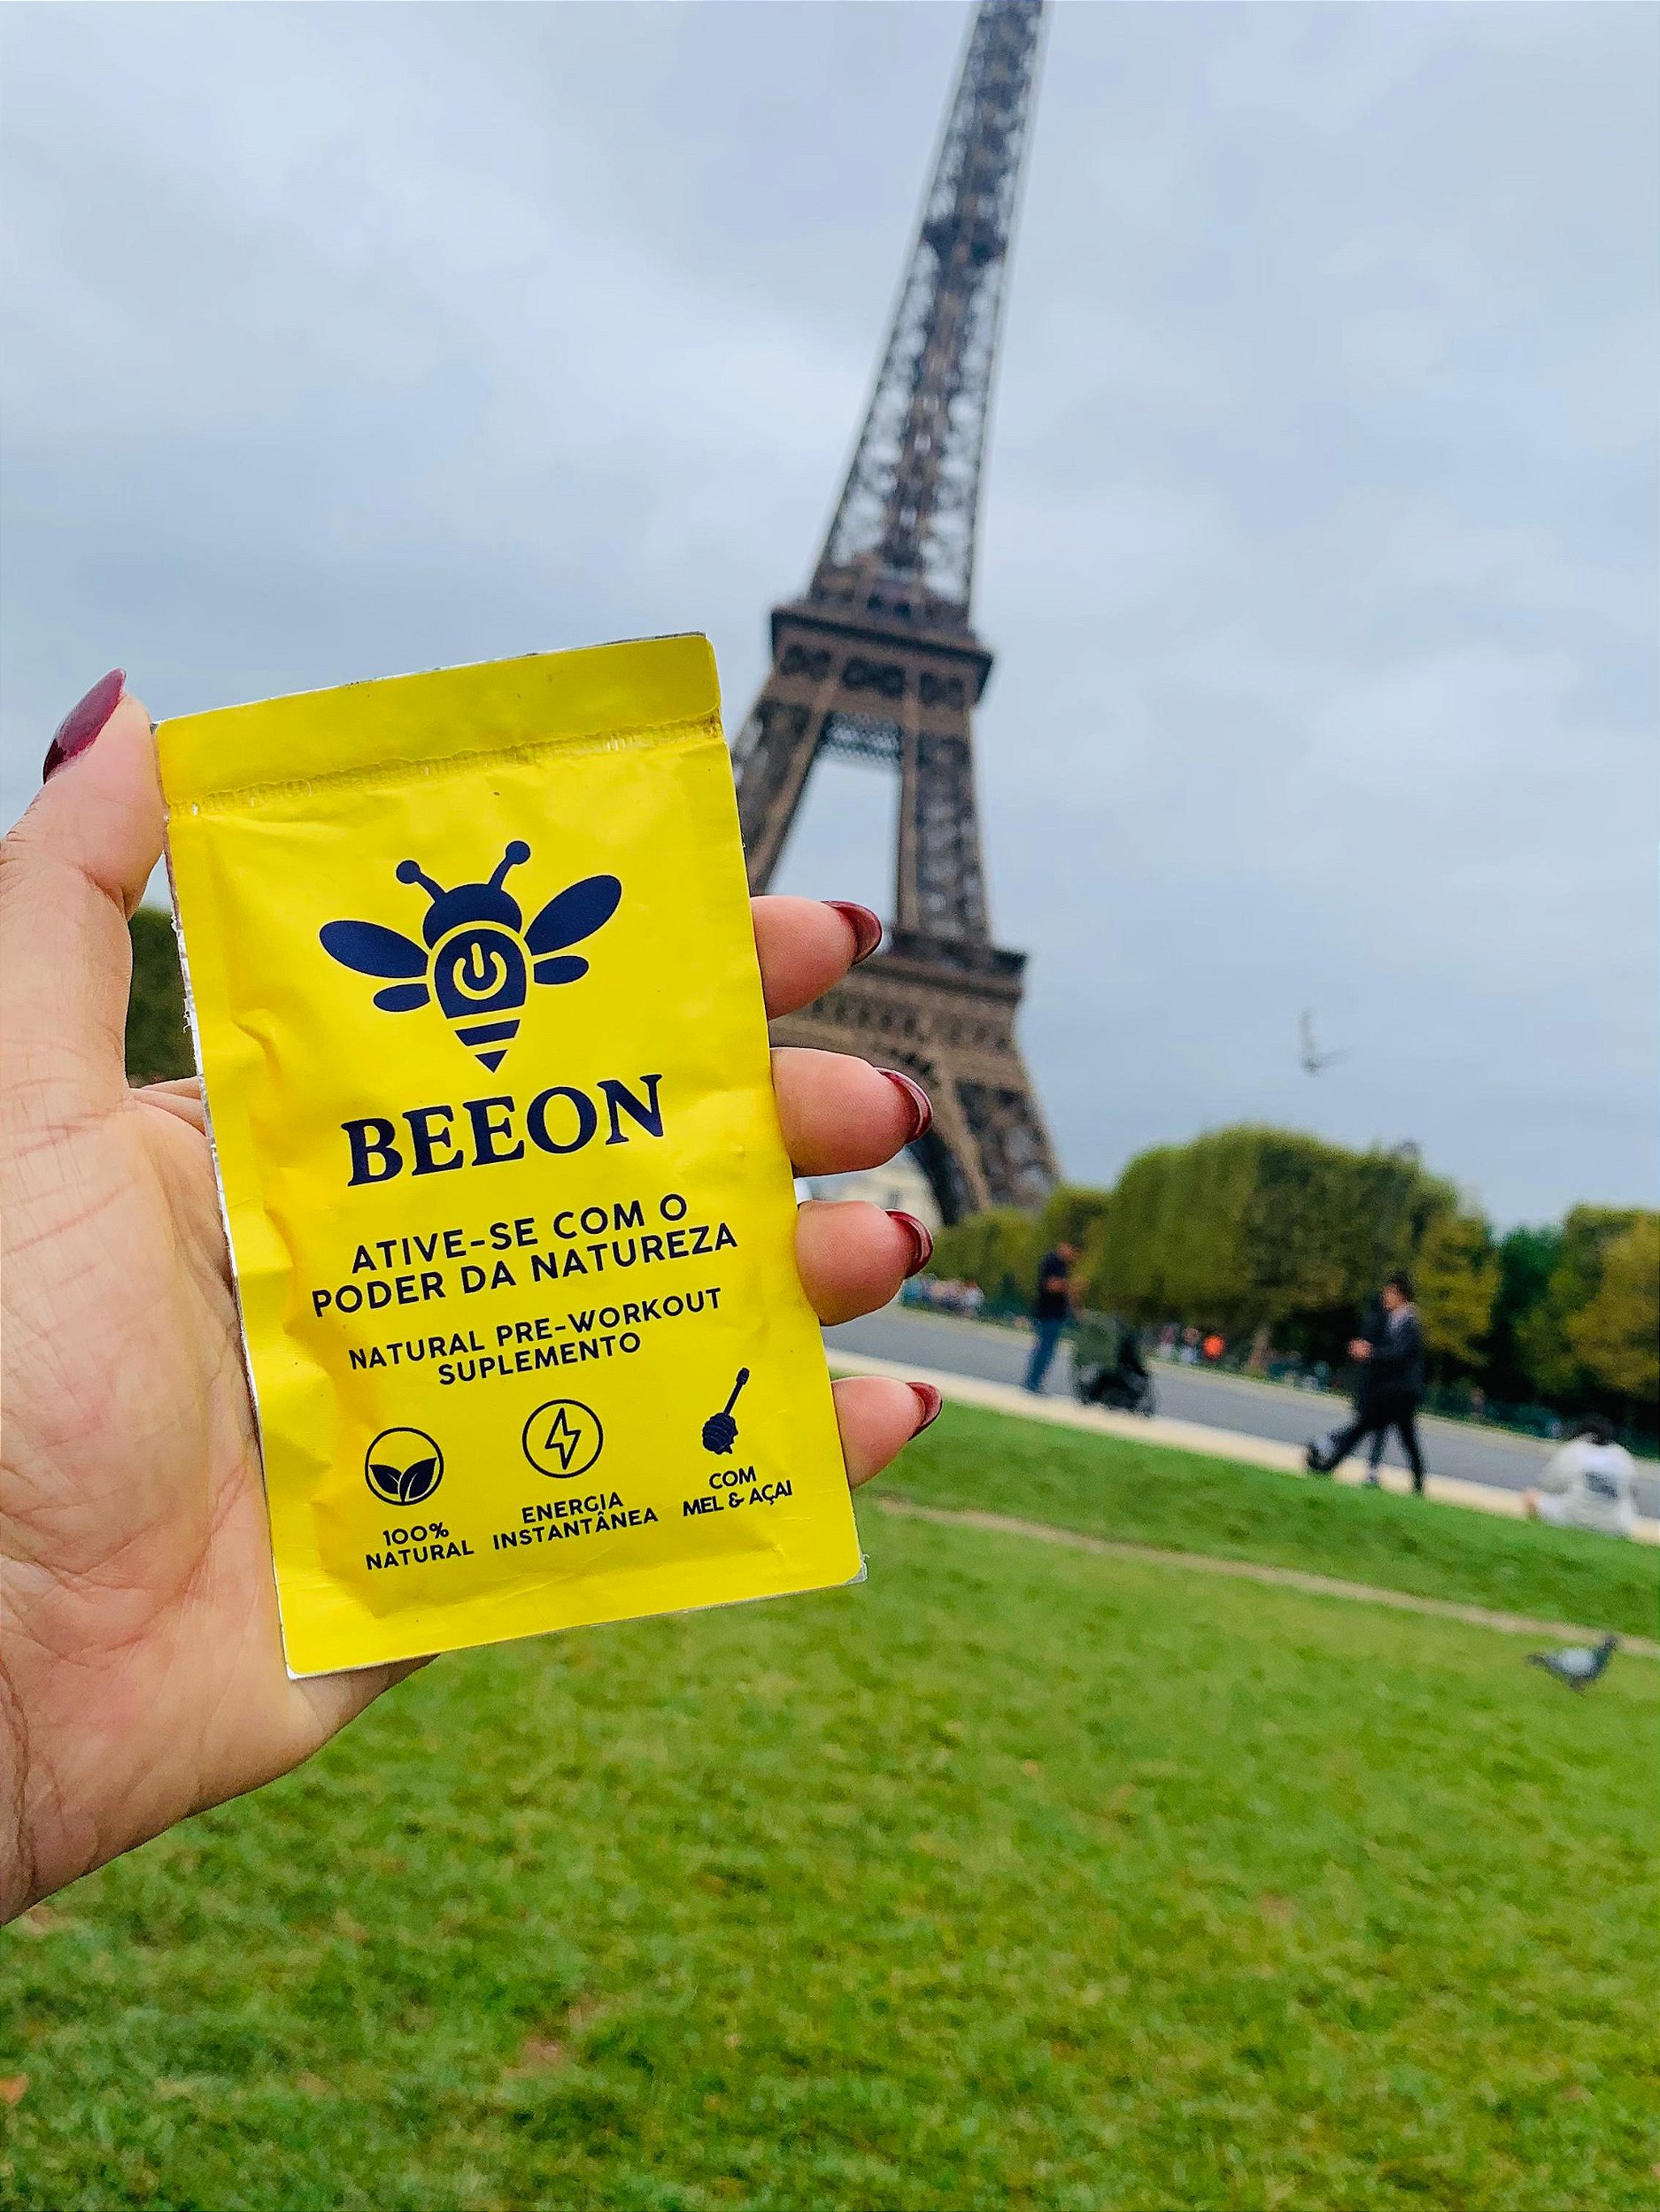 BEEON
ATIVE-SE COM O
PODER DA NATUREZA
NATURAL PRE-WORKOUT
SUPLEMENTO
100%
NATURAL
ENERGIA
INSTANTÂNEA
COM
MEL & AÇAI